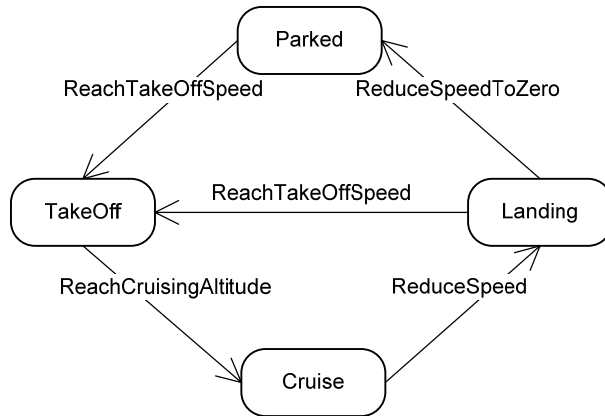 Parked
ReachTakeOffSpeed
ReduceSpeedToZero
ReachTakeOffSpeed
TakeOff
Landing
ReachCruisingAltitude
ReduceSpeed
Cruise